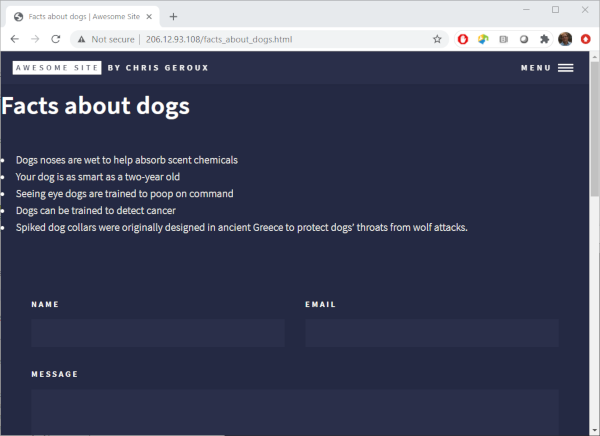 Facts about dogs | Awesome Site
Not secure | 206.12.93.108/facts_about_dogs.html
AWESOME SITE BY CHRIS GEROUX MENU
Facts about dogs
Dogs noses are wet to help absorb scent chemicals
Your dog is as smart as a two-year old
Seeing eye dogs are trained to poop on command
Dogs can be trained to detect cancer
Spiked dog collars were originally designed in ancient Greece to protect dogs' throats from wolf attacks.
NAME EMAIL
MESSAGE